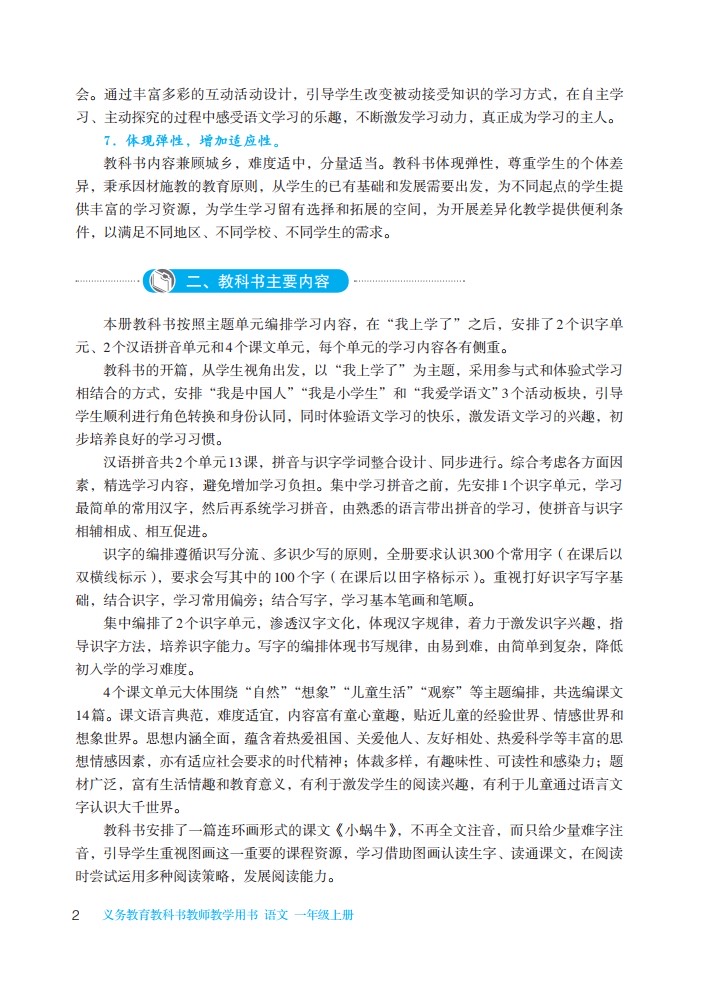 会。通过丰富多彩的互动活动设计，引导学生改变被动接受知识的学习方式，在自主学
习、主动探究的过程中感受语文学习的乐趣，不断激发学习动力，真正成为学习的主人。
7．体现弹性，增加适应性。
教科书内容兼顾城乡，难度适中，分量适当。教科书体现弹性，尊重学生的个体差
异，秉承因材施教的教育原则，从学生的已有基础和发展需要出发，为不同起点的学生提
供丰富的学习资源，为学生学习留有选择和拓展的空间，为开展差异化教学提供便利条
件，以满足不同地区、不同学校、不同学生的需求。
二、教科书主要内容
本册教科书按照主题单元编排学习内容，在“我上学了”之后，安排了2个识字单
元、2个汉语拼音单元和4个课文单元，每个单元的学习内容各有侧重。
教科书的开篇，从学生视角出发，以“我上学了”为主题，采用参与式和体验式学习
相结合的方式，安排“我是中国人”“我是小学生”和“我爱学语文”3个活动板块，引导
学生顺利进行角色转换和身份认同，同时体验语文学习的快乐，激发语文学习的兴趣，初
步培养良好的学习习惯。
汉语拼音共2个单元13课，拼音与识字学词整合设计、同步进行。综合考虑各方面因
素，精选学习内容，避免增加学习负担。集中学习拼音之前，先安排1个识字单元，学习
最简单的常用汉字，然后再系统学习拼音，由熟悉的语言带出拼音的学习，使拼音与识字
相辅相成、相互促进。
识字的编排遵循识写分流、多识少写的原则，全册要求认识300个常用字（在课后以
双横线标示），要求会写其中的100个字（在课后以田字格标示）。重视打好识字写字基
础，结合识字，学习常用偏旁；结合写字，学习基本笔画和笔顺。
集中编排了2个识字单元，渗透汉字文化，体现汉字规律，着力于激发识字兴趣，指
导识字方法，培养识字能力。写字的编排体现书写规律，由易到难，由简单到复杂，降低
初入学的学习难度。
4个课文单元大体围绕“自然”“想象”“儿童生活”“观察”等主题编排，共选编课文
14篇。课文语言典范，难度适宜，内容富有童心童趣，贴近儿童的经验世界、情感世界和
想象世界。思想内涵全面，蕴含着热爱祖国、关爱他人、友好相处、热爱科学等丰富的思
想情感因素，亦有适应社会要求的时代精神；体裁多样，有趣味性、可读性和感染力；题
材广泛，富有生活情趣和教育意义，有利于激发学生的阅读兴趣，有利于儿童通过语言文
字认识大千世界。
教科书安排了一篇连环画形式的课文《小蜗牛》，不再全文注音，而只给少量难字注
音，引导学生重视图画这一重要的课程资源，学习借助图画认读生字、读通课文，在阅读
时尝试运用多种阅读策略，发展阅读能力。
2 义务教育教科书教师教学用书 语文 一年级上册